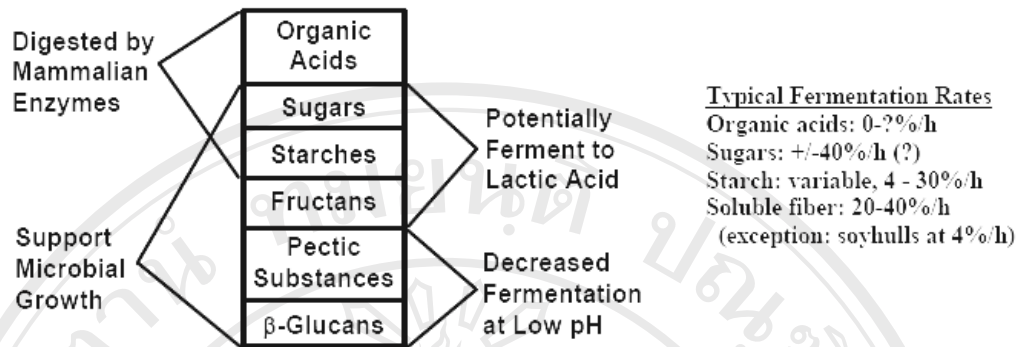 Digested by
Mammalian
Enzymes
Support
Microbial
Growth
Organic
Acids
Sugars
Starches
Fructans
Pectic
Substances
β-Glucans
Potentially
Ferment to
Lactic Acid
Decreased
Fermentation
at Low pH
Typical Fermentation Rates
Organic acids: 0-?%/h
Sugars: +/-40%/h (?)
Starch: variable, 4 - 30%/h
Soluble fiber: 20-40%/h
(exception: soyhulls at 4%/h)